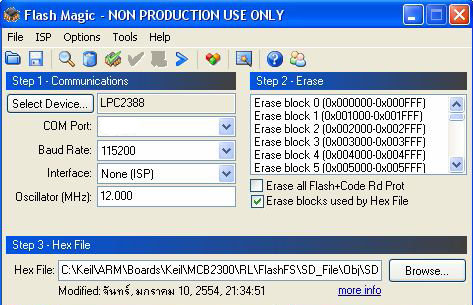 Flash Magic - NON PRODUCTION USE ONLY
File ISP Options Tools Help
Step 1 - Communications
Select Device... LPC2388
COM Port:
Baud Rate: 115200
Interface: None (ISP)
Oscillator (MHz): 12.000
Step 2 - Erase
Erase block 0 (0x000000-0x000FFF)
Erase block 1 (0x001000-0x001FFF)
Erase block 2 (0x002000-0x002FFF)
Erase block 3 (0x003000-0x003FFF)
Erase block 4 (0x004000-0x004FFF)
Erase block 5 (0x005000-0x005FFF)
Erase all Flash+Code Rd Prot
Erase blocks used by Hex File
Step 3 - Hex File
Hex File: C:\Keil\ARM\Boards\Keil\MCB2300\RL\FlashFS\SD_File\Obj\SD Browse...
Modified: จันทร์, มกราคม 10, 2554, 21:34:51 more info